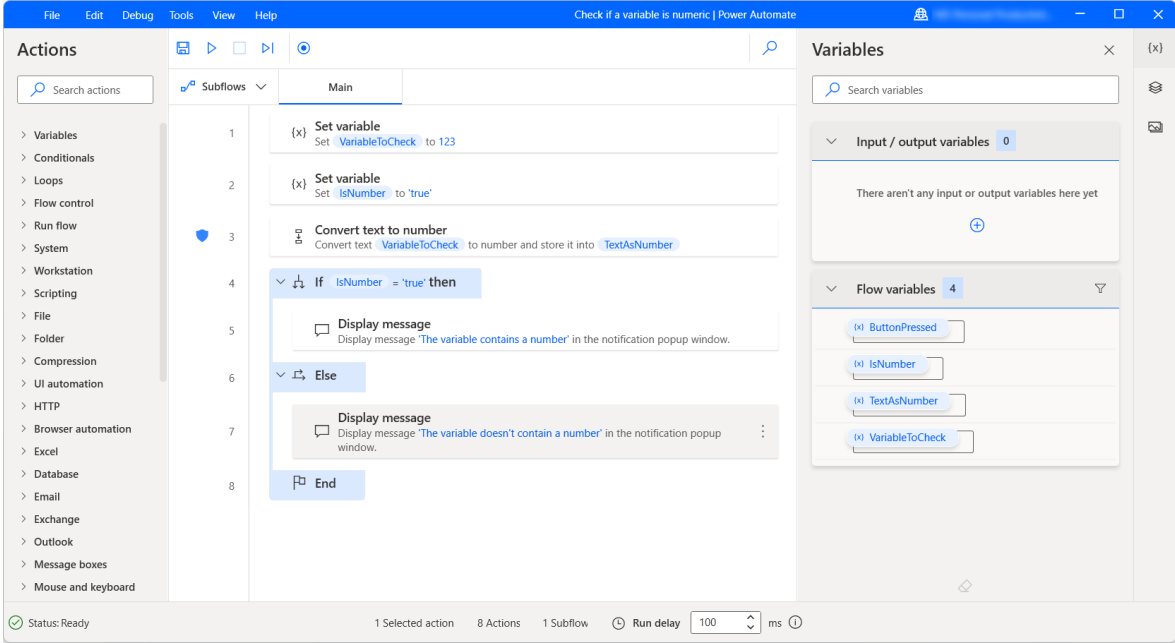 File Edit Debug Tools View Help
Check if a variable is numeric | Power Automate
Actions
Search actions
Variables
Conditionals
Loops
Flow control
Run flow
System
Workstation
Scripting
File
Folder
Compression
UI automation
HTTP
Browser automation
Excel
Database
Email
Exchange
Outlook
Message boxes
Mouse and keyboard
Subflows
Main
1
{x} Set variable
Set VariableToCheck to 123
2
{x} Set variable
Set IsNumber to 'true'
3
Convert text to number
Convert text VariableToCheck to number and store it into TextAsNumber
4
If IsNumber = 'true' then
5
Display message
Display message 'The variable contains a number' in the notification popup window.
6
Else
7
Display message
Display message 'The variable doesn't contain a number' in the notification popup
window.
8
End
Variables
{x}
Search variables
Input / output variables 0
There aren't any input or output variables here yet
Flow variables 4
(x) ButtonPressed
(x) IsNumber
(x) TextAsNumber
(x) VariableToCheck
Status: Ready
1 Selected action
8 Actions
1 Subflow
Run delay 100 ms